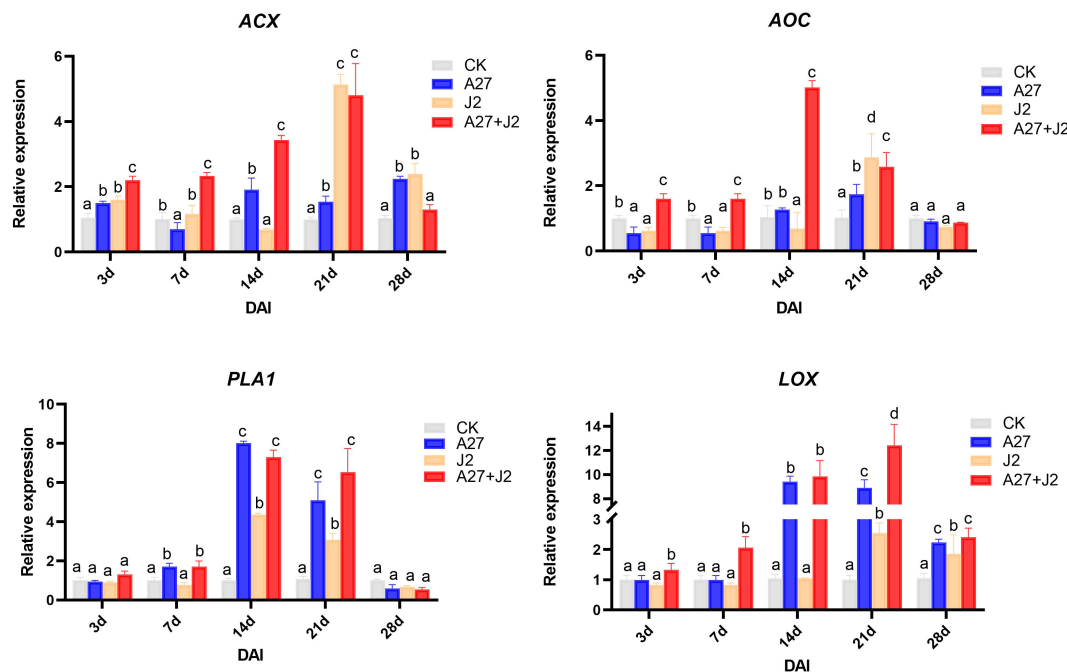 ACX
Relative expression
6
4
2
0
c c
c
c c
b b b b b b
a b a a a a a a a
3d 7d 14d 21d 28d
DAI
CK
A27
J2
A27+J2
AOC
Relative expression
6
4
2
0
c
d
c
c c b
b a a b a a b b a a a a a a
3d 7d 14d 21d 28d
DAI
CK
A27
J2
A27+J2
PLA1
Relative expression
10
8
6
4
2
0
a a a a
a b a b
a c b c
a c b c
a a a a
3d 7d 14d 21d 28d
DAI
CK
A27
J2
A27+J2
LOX
Relative expression
14
12
10
8
3
2
1
0
a a a b
a a a b
a b a b
a c b d
a c b c
3d 7d 14d 21d 28d
DAI
CK
A27
J2
A27+J2